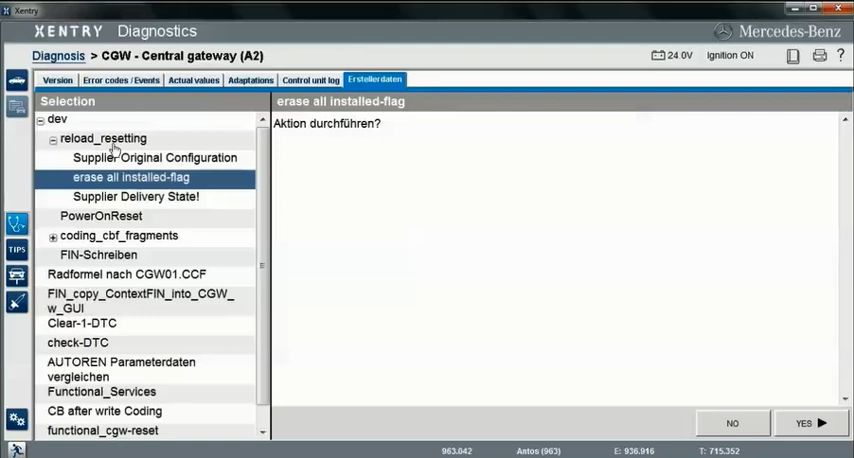 Xentry
XENTRY Diagnostics
Mercedes-Benz
Diagnosis > CGW - Central gateway (A2)
24.0V Ignition ON
?
Version Error codes / Events Actual values Adaptations Control unit log Erstellerdaten
Selection
erase all installed-flag
dev
Aktion durchführen?
reload_resetting
Supplier Original Configuration
erase all installed-flag
Supplier Delivery State!
PowerOnReset
coding_cbf_fragments
FIN-Schreiben
TIPS
Radformel nach CGW01.CCF
FIN_copy_ContextFIN_into_CGW_
w_GUI
Clear-1-DTC
check-DTC
AUTOREN Parameterdaten
vergleichen
Functional_Services
CB after write Coding
functional_cgw-reset
NO YES
963.042 Antos (963) E: 936.916 T: 715.352